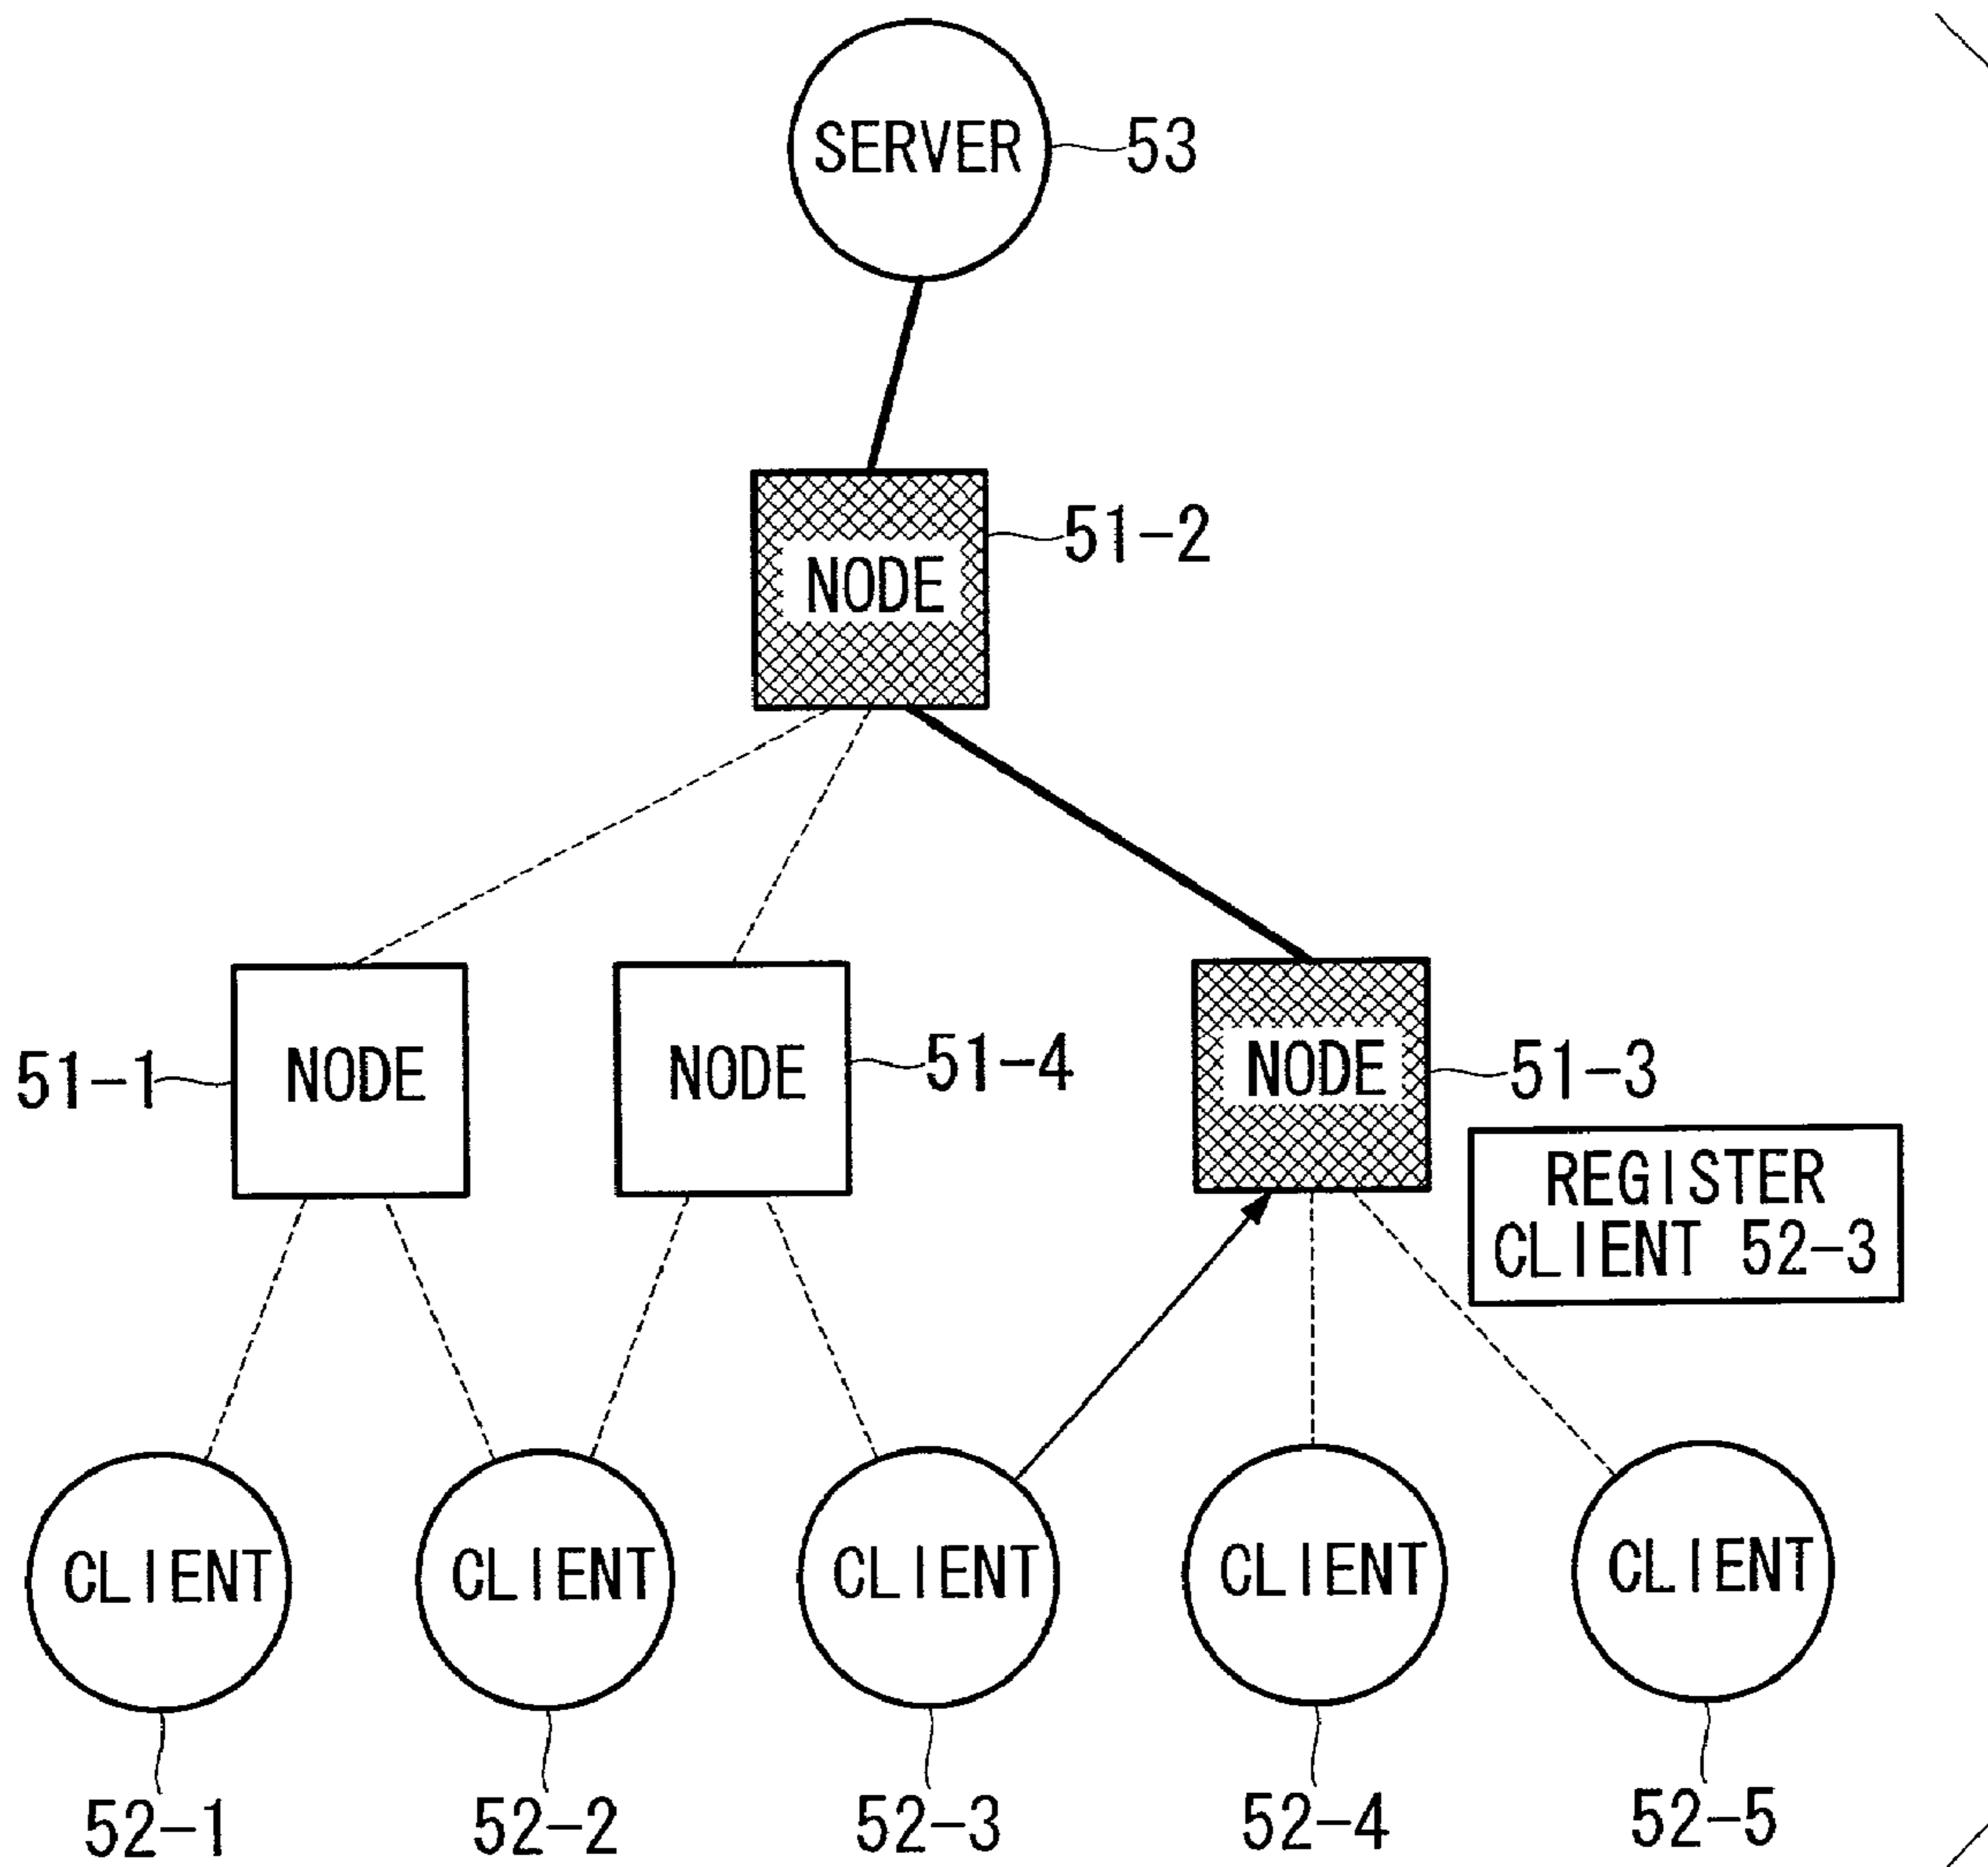 SERVER
53
NODE
51-2
51-1
NODE
NODE
51-4
NODE
51-3
REGISTER
CLIENT 52-3
CLIENT
CLIENT
CLIENT
CLIENT
CLIENT
52-1
52-2
52-3
52-4
52-5